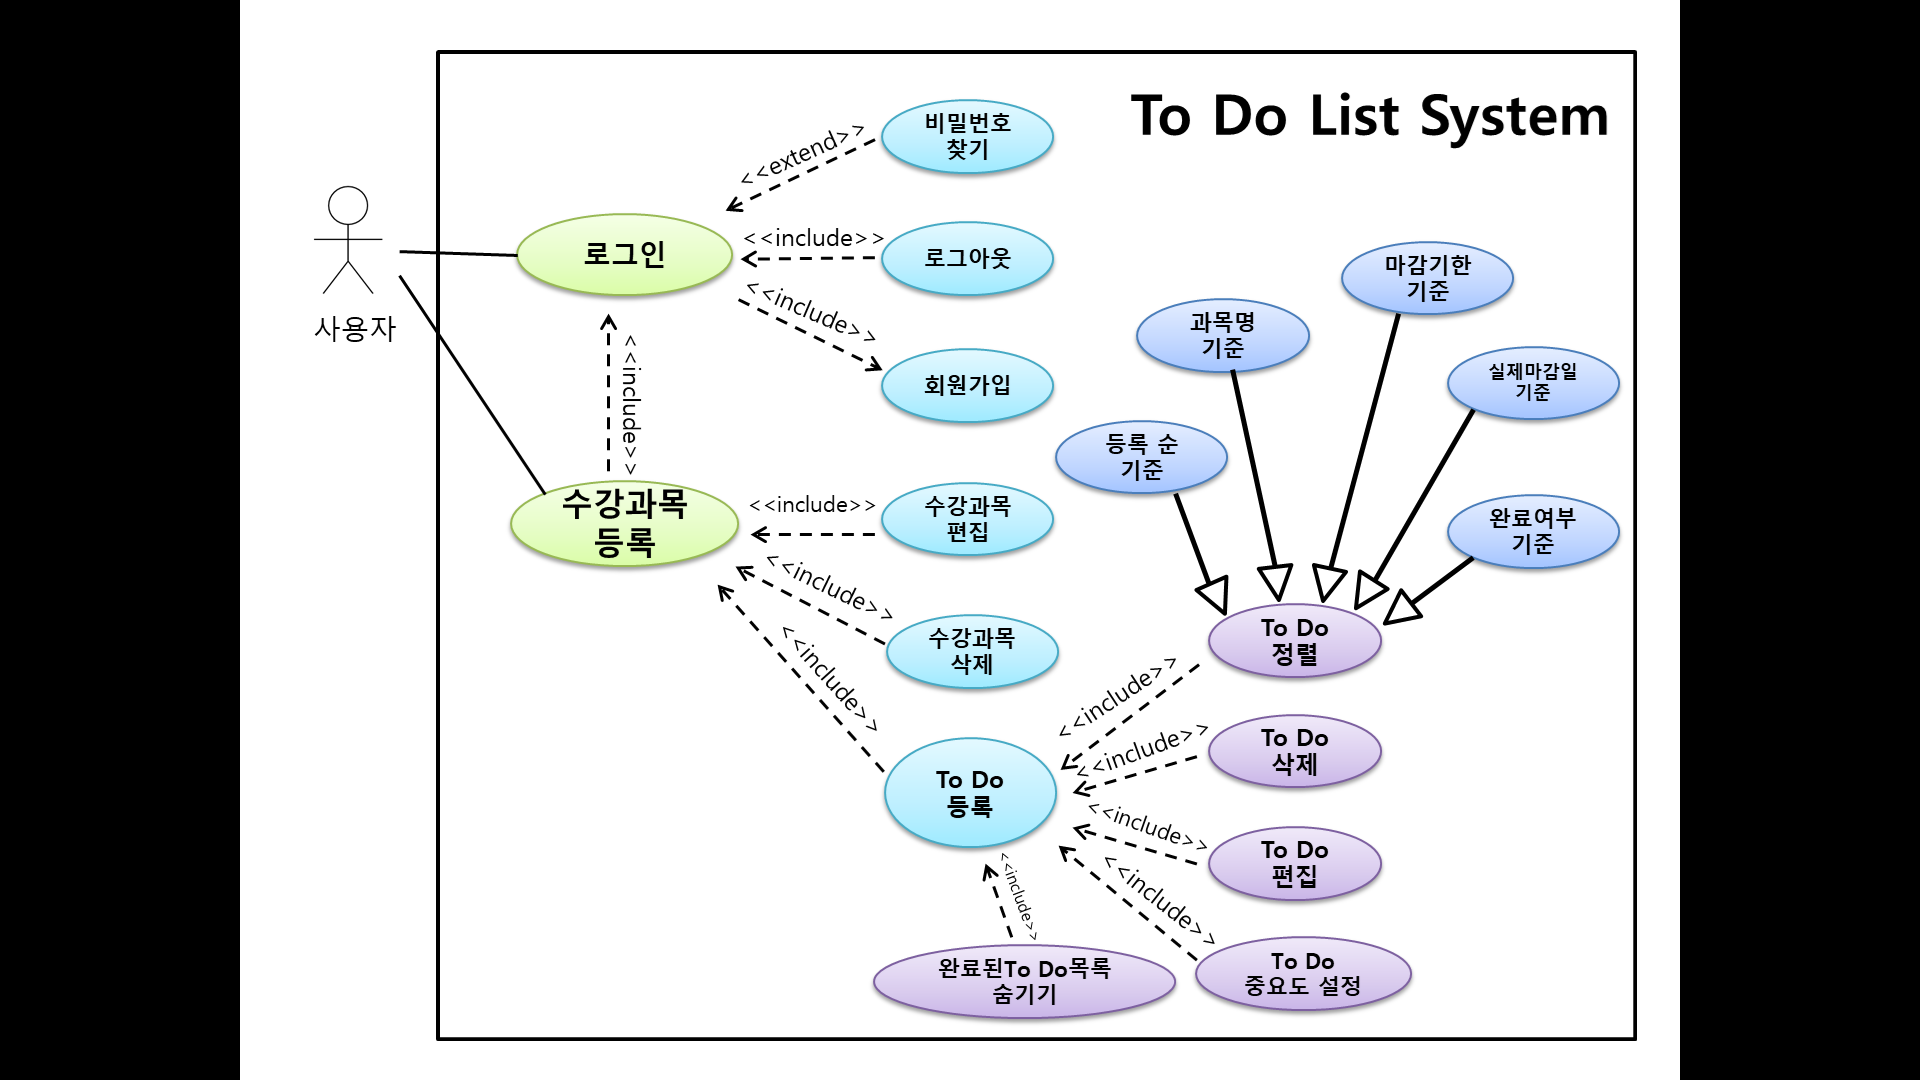 To Do List System
비밀번호
찾기
<<extend>>
로그인
<<include>>
로그아웃
<<include>>
회원가입
사용자
<<include>>
마감기한
기준
과목명
기준
실제마감일
기준
등록 순
기준
완료여부
기준
수강과목
등록
<<include>>
수강과목
편집
<<include>>
수강과목
삭제
<<include>>
To Do
등록
To Do
정렬
<<include>>
To Do
삭제
<<include>>
To Do
편집
<<include>>
To Do
중요도 설정
<<include>>
완료된To Do목록
숨기기
<<include>>